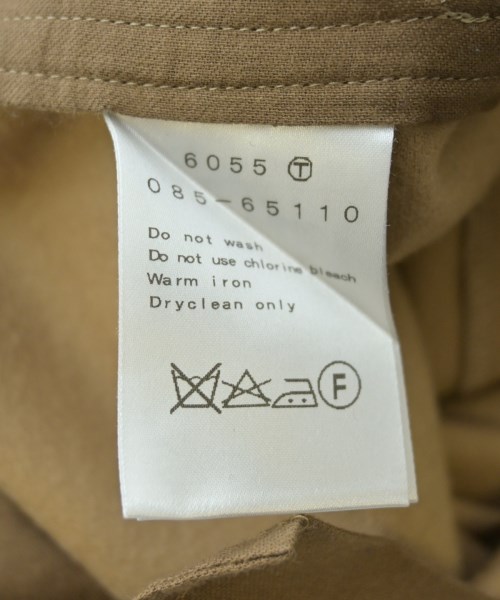 6055 Ⓣ
085-65110
Do not wash
Do not use chlorine bleach
Warm iron
Dryclean only
F